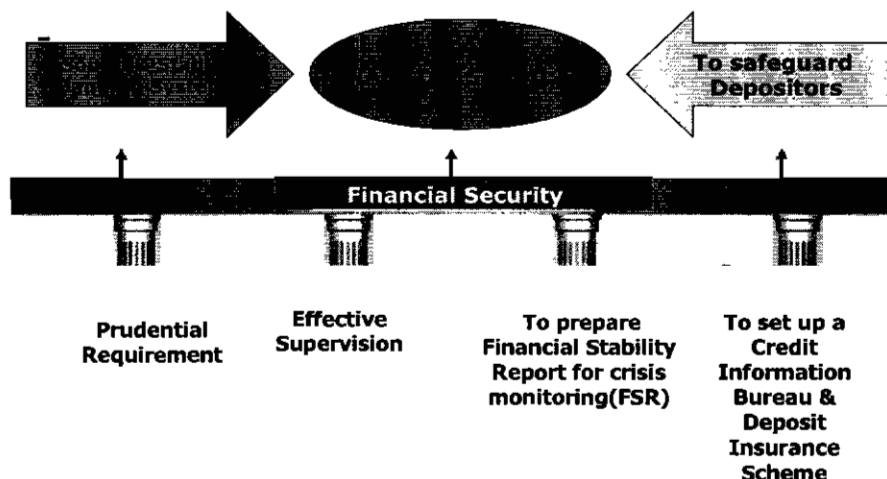 To safeguard
Depositors
Financial Security
Prudential
Requirement
Effective
Supervision
To prepare
Financial Stability
Report for crisis
monitoring(FSR)
To set up a
Credit
Information
Bureau &
Deposit
Insurance
Scheme